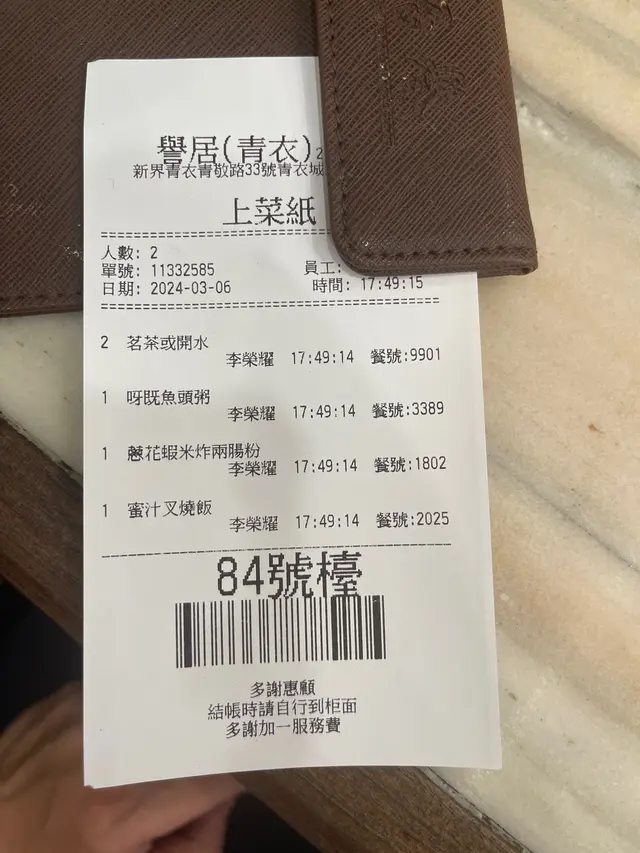 譽居(青衣)
新界青衣青敬路33號青衣城
上菜紙
人數: 2
單號: 11332585 員工:
日期: 2024-03-06 時間: 17:49:15
2 茗茶或開水
李榮耀 17:49:14 餐號:9901
1 呀既魚頭粥
李榮耀 17:49:14 餐號:3389
1 蔥花蝦米炸兩腸粉
李榮耀 17:49:14 餐號:1802
1 蜜汁叉燒飯
李榮耀 17:49:14 餐號:2025
84號檯
多謝惠顧
結帳時請自行到柜面
多謝加一服務費